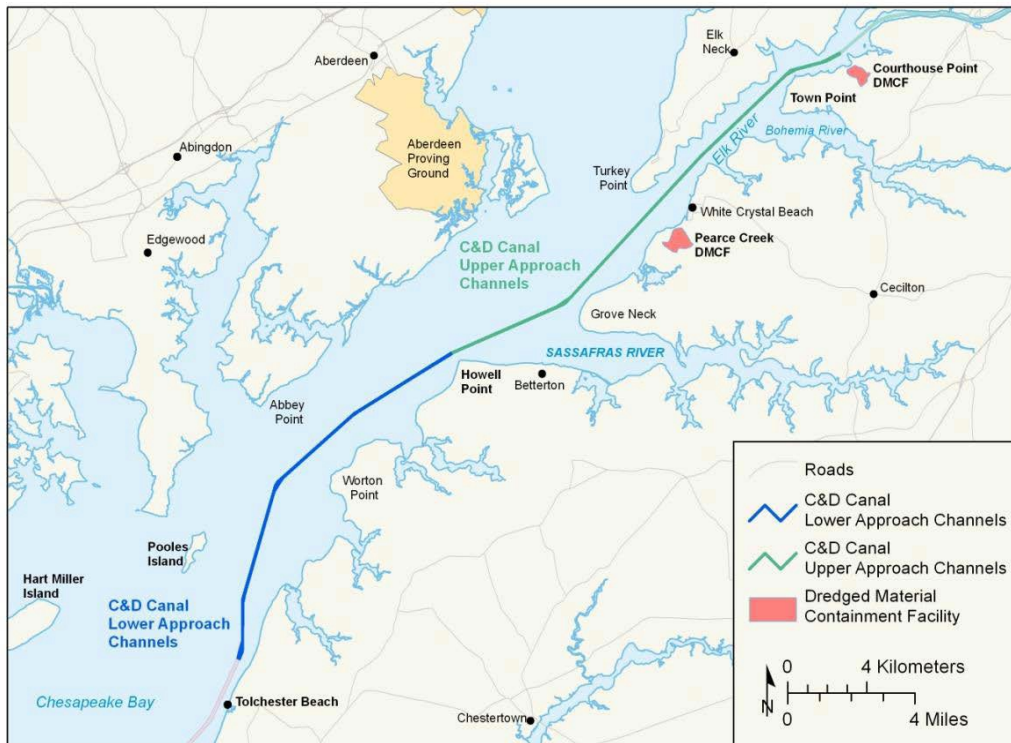 Aberdeen
Elk
Neck
Courthouse Point
DMCF
Town Point
Bohemia River
Abingdon
Aberdeen
Proving
Ground
Elk River
Turkey
Point
White Crystal Beach
Edgewood
Pearce Creek
DMCF
C&D Canal
Upper Approach
Channels
Cecilton
Grove Neck
SASSAFRAS RIVER
Howell
Point
Betterton
Abbey
Point
Worton
Point
Pooles
Island
Hart Miller
Island
C&D Canal
Lower Approach
Channels
Chesapeake Bay
Tolchester Beach
Chestertown
Roads
C&D Canal
Lower Approach Channels
C&D Canal
Upper Approach Channels
Dredged Material
Containment Facility
0 4 Kilometers
N
0 4 Miles